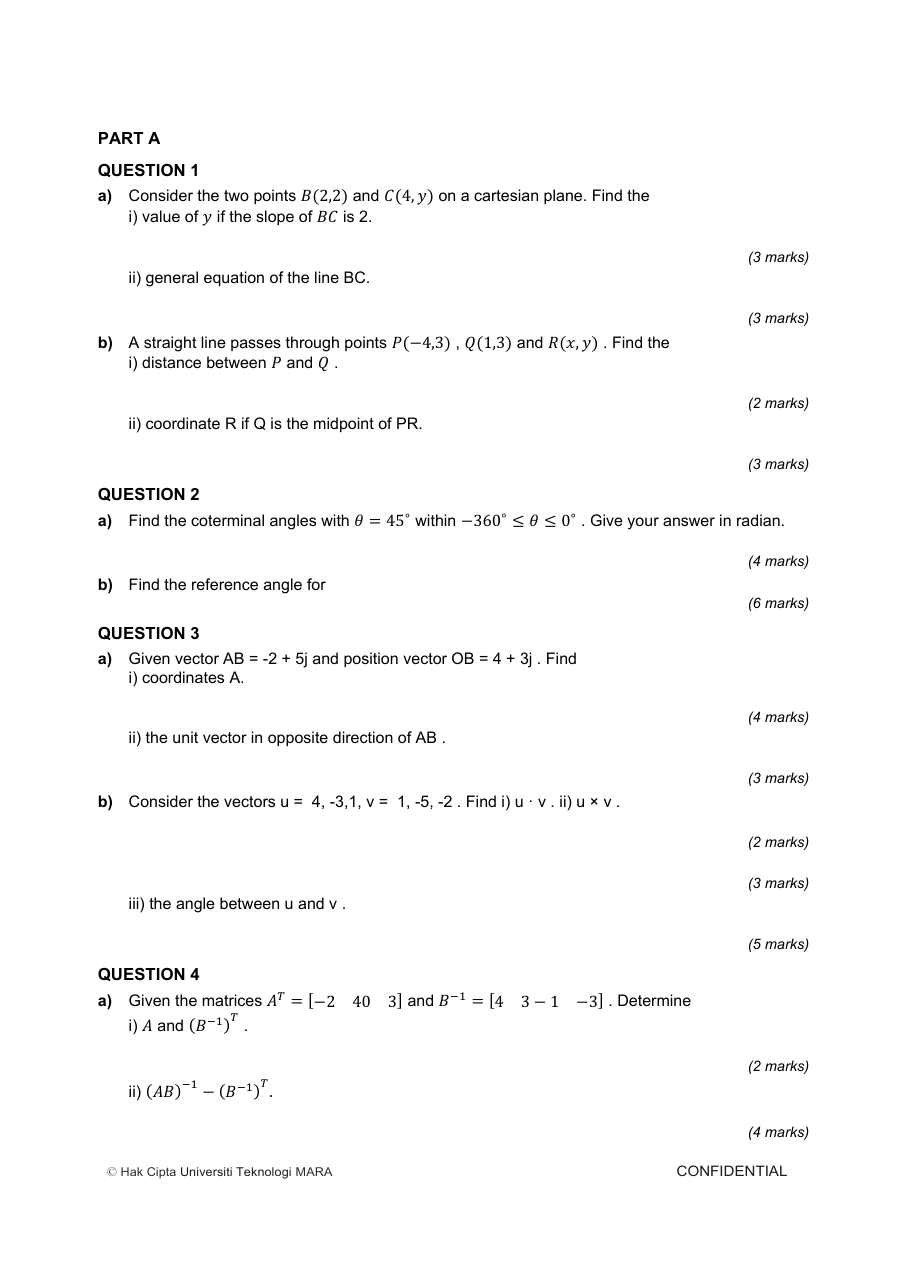 PART A
QUESTION 1
a) Consider the two points B(2,2) and C(4, y) on a cartesian plane. Find the
i) value of y if the slope of BC is 2.
(3 marks)
ii) general equation of the line BC.
(3 marks)
b) A straight line passes through points P(−4,3) , Q(1,3) and R(x, y) . Find the
i) distance between P and Q .
(2 marks)
ii) coordinate R if Q is the midpoint of PR.
(3 marks)
QUESTION 2
a) Find the coterminal angles with θ = 45° within −360° ≤ θ ≤ 0° . Give your answer in radian.
(4 marks)
b) Find the reference angle for
(6 marks)
QUESTION 3
a) Given vector AB = -2 + 5j and position vector OB = 4 + 3j . Find
i) coordinates A.
(4 marks)
ii) the unit vector in opposite direction of AB .
(3 marks)
b) Consider the vectors u = 4, -3,1, v = 1, -5, -2 . Find i) u · v . ii) u × v .
(2 marks)
(3 marks)
iii) the angle between u and v .
(5 marks)
QUESTION 4
a) Given the matrices Aᵀ = [−2 40 3] and B⁻¹ = [4 3 − 1 −3] . Determine
i) A and (B⁻¹)ᵀ .
(2 marks)
ii) (AB)⁻¹ − (B⁻¹)ᵀ.
(4 marks)
© Hak Cipta Universiti Teknologi MARA CONFIDENTIAL